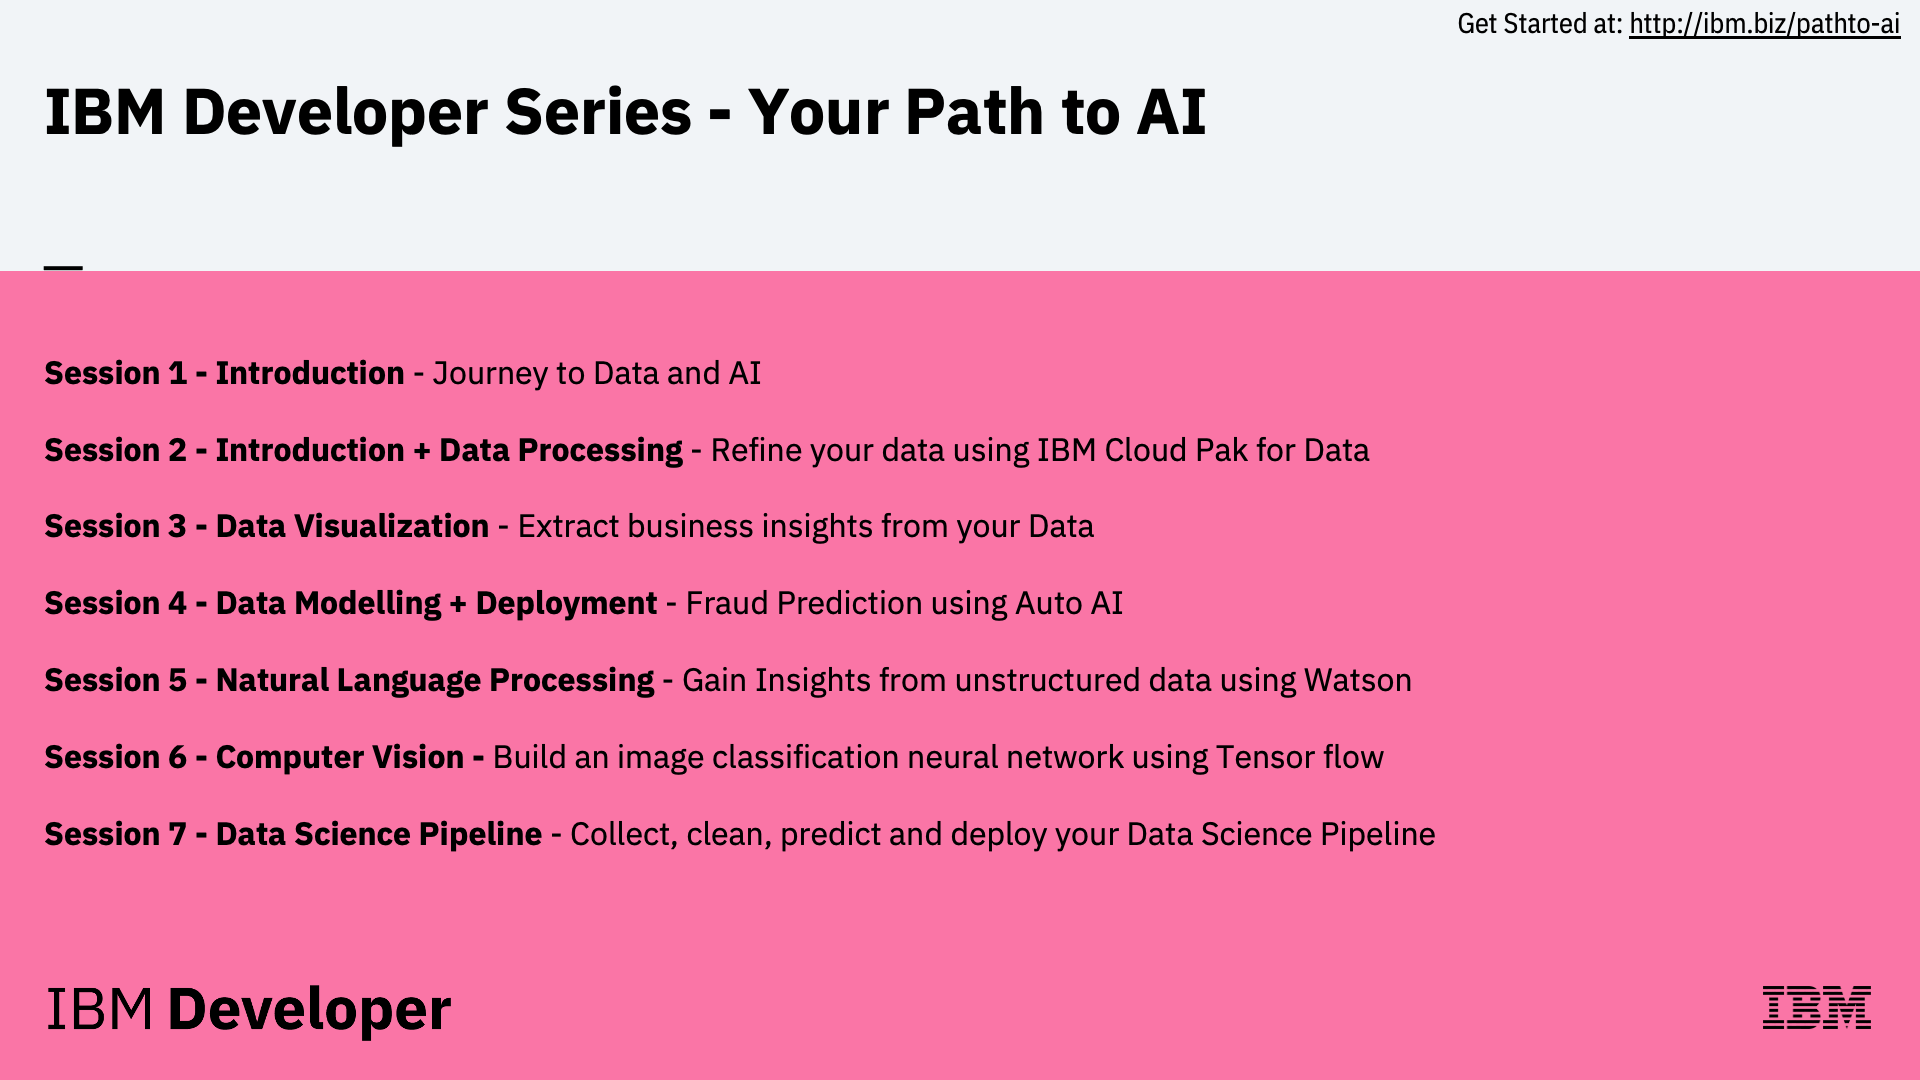 Get Started at: http://ibm.biz/pathto-ai
IBM Developer Series - Your Path to AI
Session 1 - Introduction - Journey to Data and AI
Session 2 - Introduction + Data Processing - Refine your data using IBM Cloud Pak for Data
Session 3 - Data Visualization - Extract business insights from your Data
Session 4 - Data Modelling + Deployment - Fraud Prediction using Auto AI
Session 5 - Natural Language Processing - Gain Insights from unstructured data using Watson
Session 6 - Computer Vision - Build an image classification neural network using Tensor flow
Session 7 - Data Science Pipeline - Collect, clean, predict and deploy your Data Science Pipeline
IBM Developer
IBM